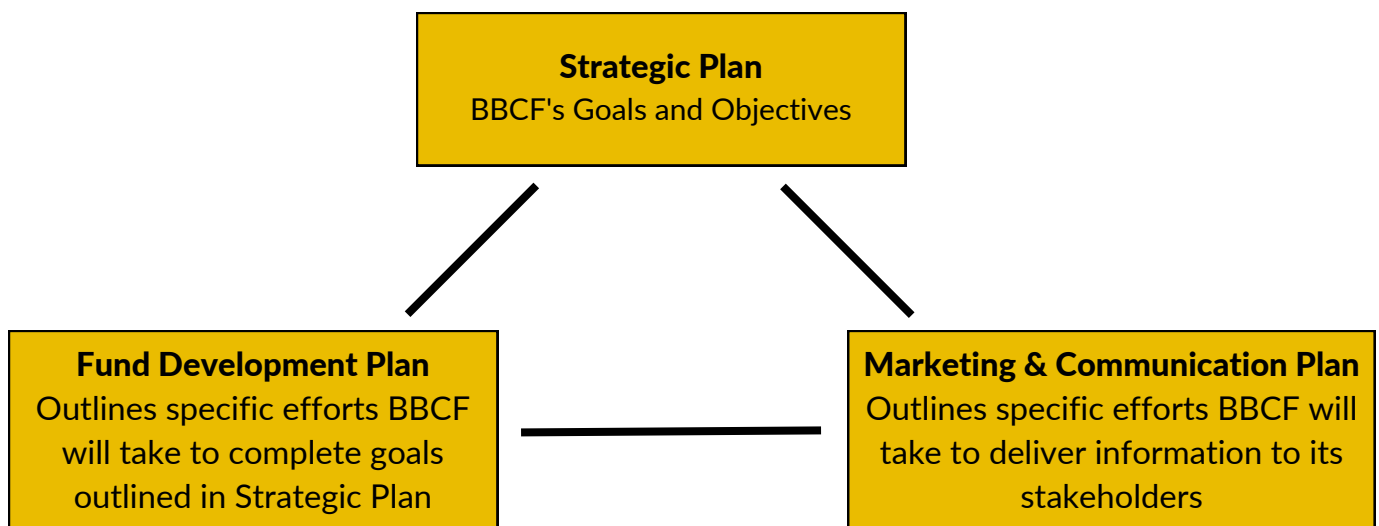 Strategic Plan
BBCF's Goals and Objectives
Fund Development Plan
Outlines specific efforts BBCF
will take to complete goals
outlined in Strategic Plan
Marketing & Communication Plan
Outlines specific efforts BBCF will
take to deliver information to its
stakeholders